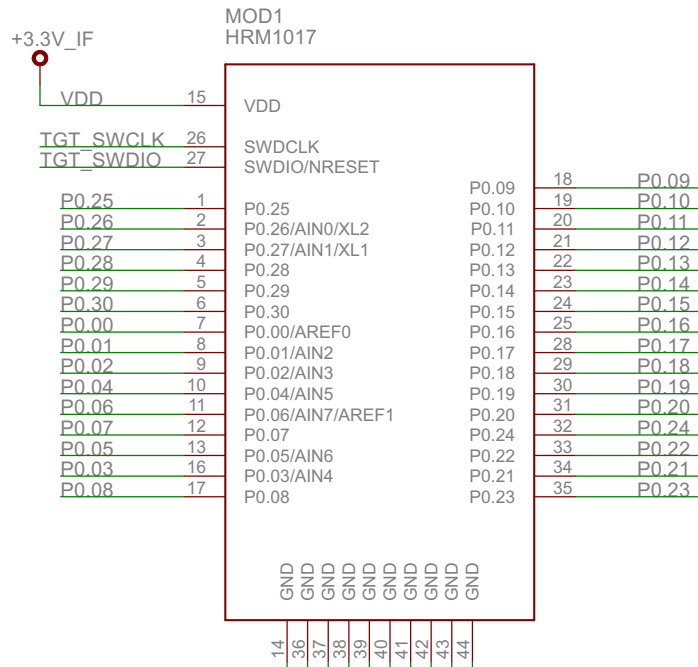 MOD1
HRM1017
+3.3V_IF
VDD 15 VDD
TGT_SWCLK 26 SWDCLK
TGT_SWDIO 27 SWDIO/NRESET
P0.09 18 P0.09
P0.25 1 P0.25 P0.10 19 P0.10
P0.26 2 P0.26/AIN0/XL2 P0.11 20 P0.11
P0.27 3 P0.27/AIN1/XL1 P0.12 21 P0.12
P0.28 4 P0.28 P0.13 22 P0.13
P0.29 5 P0.29 P0.14 23 P0.14
P0.30 6 P0.30 P0.15 24 P0.15
P0.00 7 P0.00/AREF0 P0.16 25 P0.16
P0.01 8 P0.01/AIN2 P0.17 28 P0.17
P0.02 9 P0.02/AIN3 P0.18 29 P0.18
P0.04 10 P0.04/AIN5 P0.19 30 P0.19
P0.06 11 P0.06/AIN7/AREF1 P0.20 31 P0.20
P0.07 12 P0.07 P0.24 32 P0.24
P0.05 13 P0.05/AIN6 P0.22 33 P0.22
P0.03 16 P0.03/AIN4 P0.21 34 P0.21
P0.08 17 P0.08 P0.23 35 P0.23
GND GND GND GND GND GND GND GND GND GND
14 36 37 38 39 40 41 42 43 44